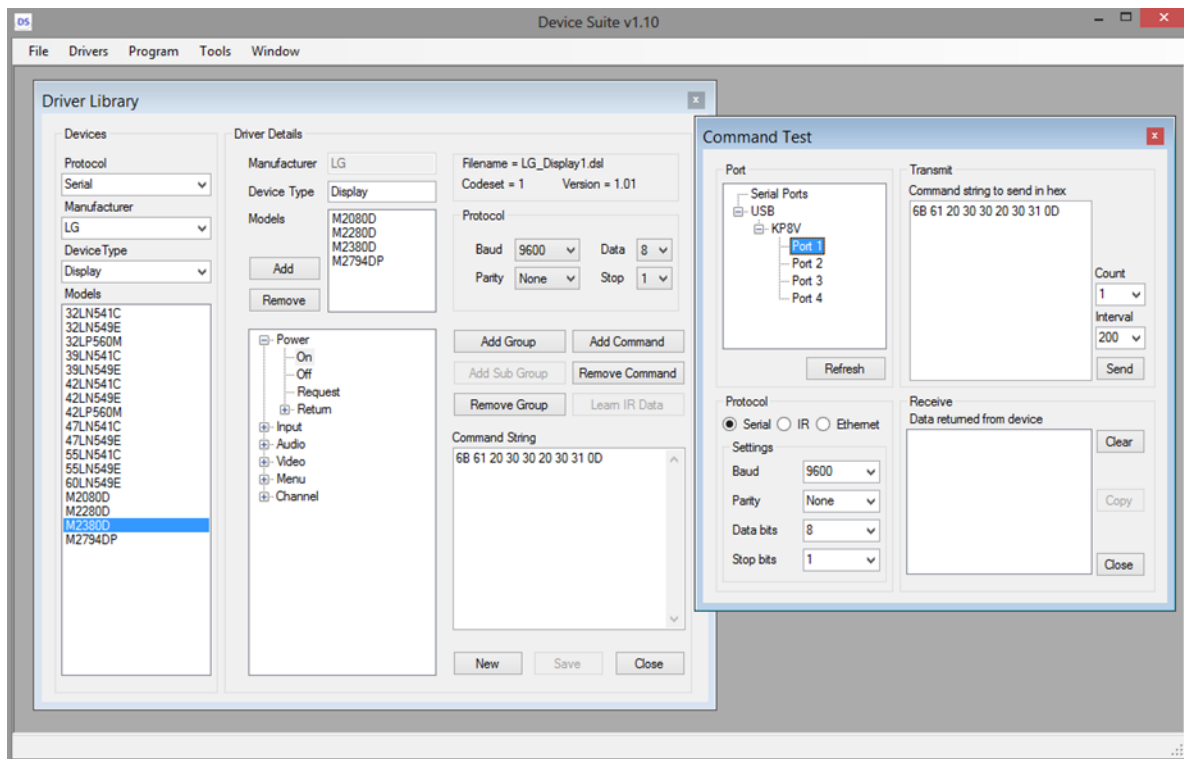 DS
Device Suite v1.10
File Drivers Program Tools Window
Driver Library
Devices
Protocol
Serial
Manufacturer
LG
DeviceType
Display
Models
32LN541C
32LN549E
32LP560M
39LN541C
39LN549E
42LN541C
42LN549E
42LP560M
47LN541C
47LN549E
55LN541C
55LN549E
60LN549E
M2080D
M2280D
M2380D
M2794DP
Driver Details
Manufacturer LG
Device Type Display
Models
M2080D
M2280D
M2380D
M2794DP
Add
Remove
Filename = LG_Display1.dsl
Codeset = 1 Version = 1.01
Protocol
Baud 9600 Data 8
Parity None Stop 1
Power
On
Off
Request
Return
Input
Audio
Video
Menu
Channel
Add Group Add Command
Add Sub Group Remove Command
Remove Group Learn IR Data
Command String
6B 61 20 30 30 20 30 31 0D
New Save Close
Command Test
Port
Serial Ports
USB
KP8V
Port 1
Port 2
Port 3
Port 4
Refresh
Transmit
Command string to send in hex
6B 61 20 30 30 20 30 31 0D
Count
1
Interval
200
Send
Protocol
Serial IR Ethernet
Settings
Baud 9600
Parity None
Data bits 8
Stop bits 1
Receive
Data returned from device
Clear
Copy
Close